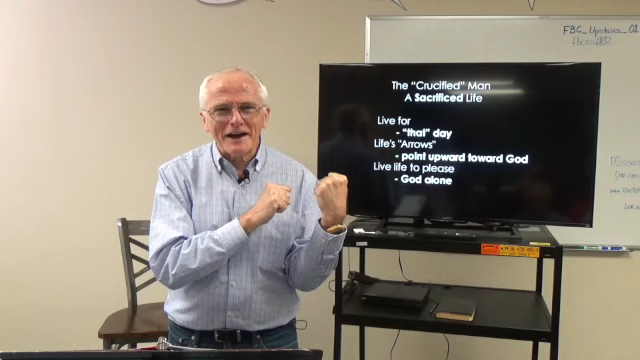 The "Crucified" Man
A Sacrificed Life
Live for
- "that" day
Life's "Arrows"
- point upward toward God
Live life to please
- God alone
FBC_Upstairs_Gt